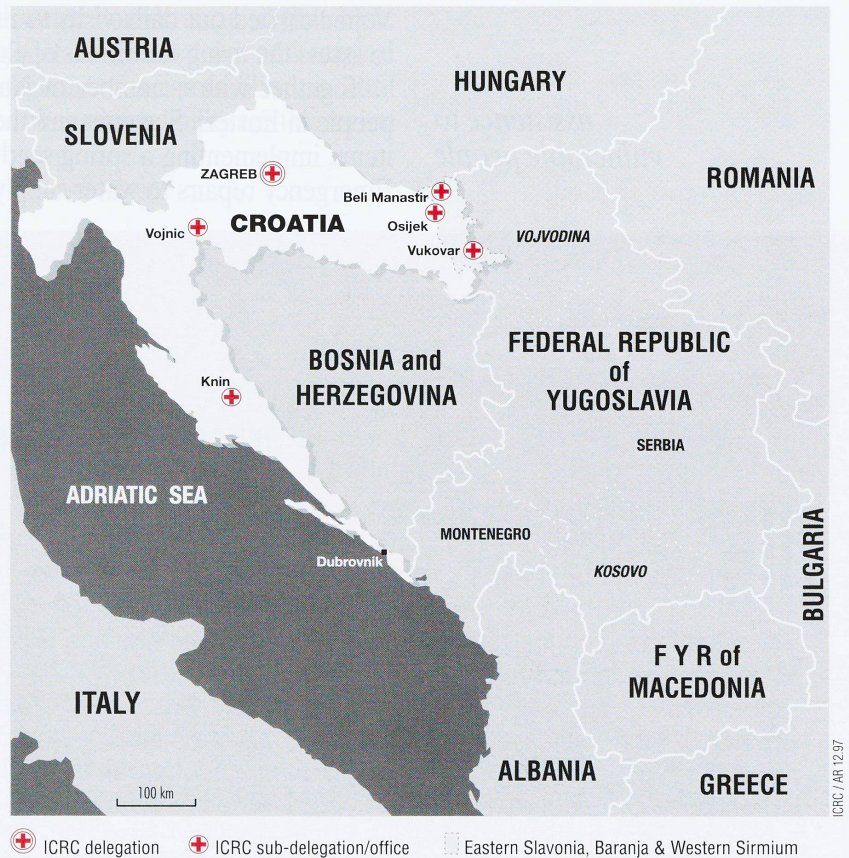 AUSTRIA
HUNGARY
SLOVENIA
ROMANIA
ZAGREB
Beli Manastir
CROATIA
Osijek
Vojnic
VOJVODINA
Vukovar
FEDERAL REPUBLIC
of
YUGOSLAVIA
BOSNIA and
HERZEGOVINA
Knin
SERBIA
ADRIATIC SEA
MONTENEGRO
BULGARIA
Dubrovnik
KOSOVO
F Y R of
MACEDONIA
ITALY
ALBANIA
GREECE
100 km
ICRC / AR 12.97
ICRC delegation
ICRC sub-delegation/office
Eastern Slavonia, Baranja & Western Sirmium